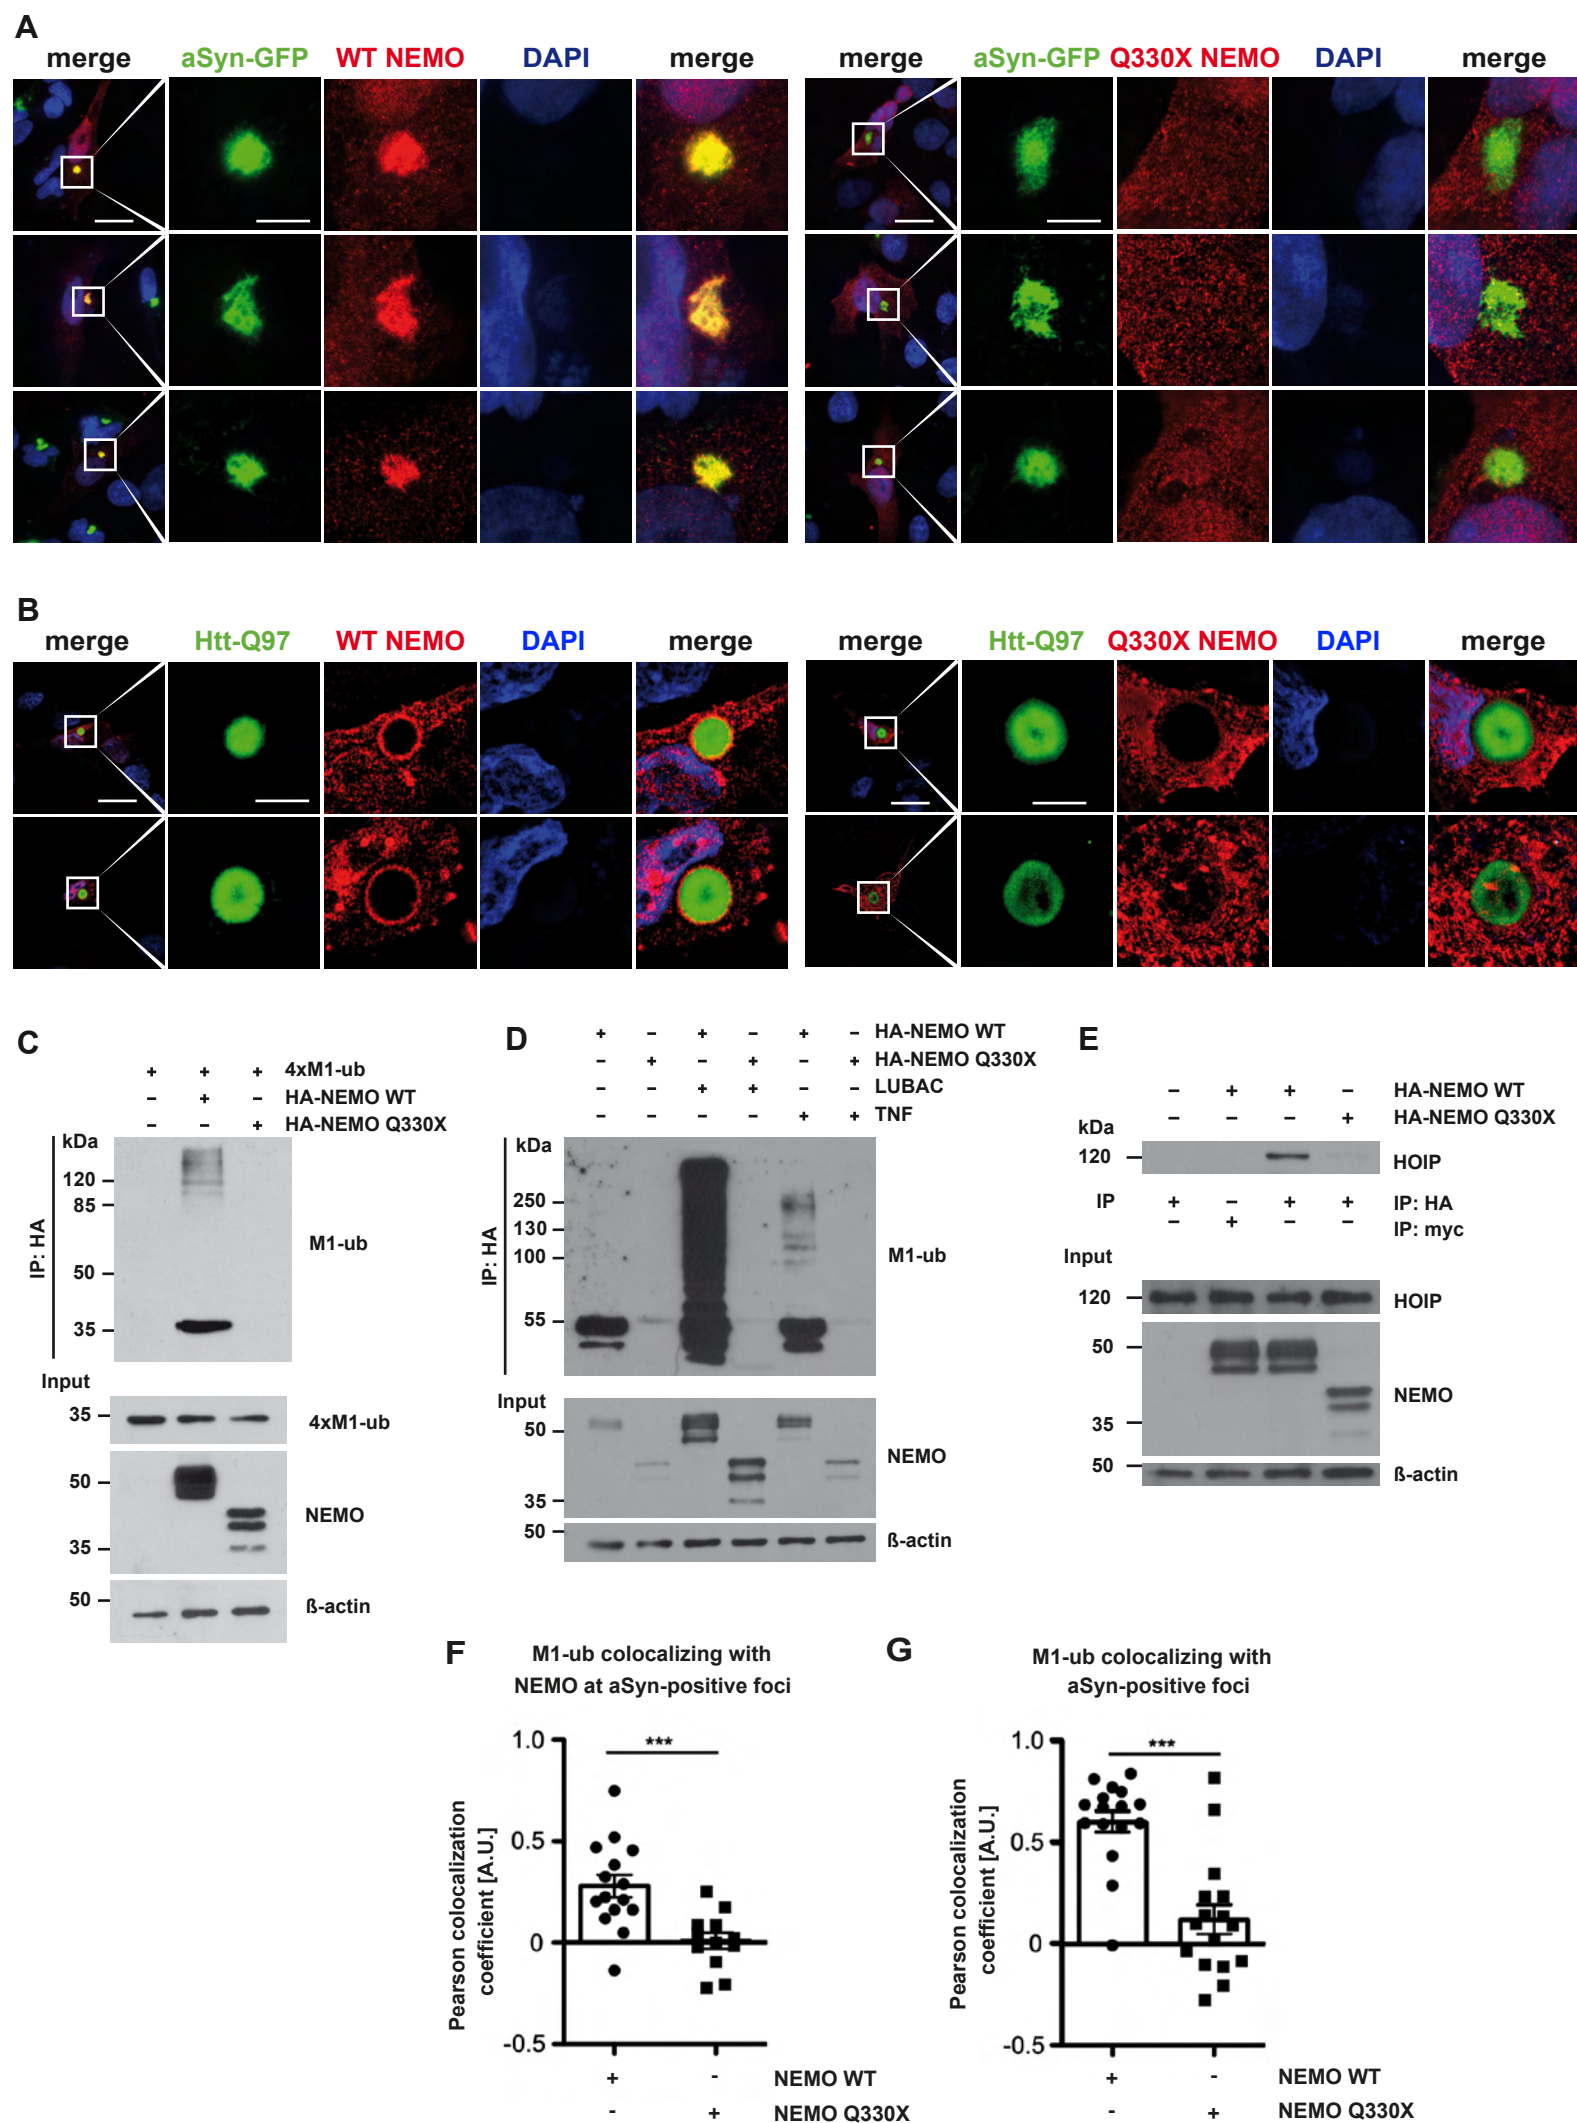 A
merge aSyn-GFP WT NEMO DAPI merge merge aSyn-GFP Q330X NEMO DAPI merge
B
merge Htt-Q97 WT NEMO DAPI merge merge Htt-Q97 Q330X NEMO DAPI merge
C
+ + + 4xM1-ub
− + − HA-NEMO WT
− − + HA-NEMO Q330X
kDa
120
85
50
35
IP: HA
M1-ub
Input
35
4xM1-ub
50
35
NEMO
50
ß-actin
D
+ − + − + − HA-NEMO WT
− + − + − + HA-NEMO Q330X
− − + + − − LUBAC
− − − − + + TNF
kDa
250
130
100
55
IP: HA
M1-ub
Input
50
35
NEMO
50
ß-actin
E
− + + − HA-NEMO WT
− − − + HA-NEMO Q330X
kDa
120
HOIP
IP + − + + IP: HA
− + − − IP: myc
Input
120
HOIP
50
35
NEMO
50
ß-actin
F
M1-ub colocalizing with
NEMO at aSyn-positive foci
Pearson colocalization
coefficient [A.U.]
1.0
0.5
0
-0.5
***
+ - NEMO WT
- + NEMO Q330X
G
M1-ub colocalizing with
aSyn-positive foci
Pearson colocalization
coefficient [A.U.]
1.0
0.5
0
-0.5
***
+ - NEMO WT
- + NEMO Q330X